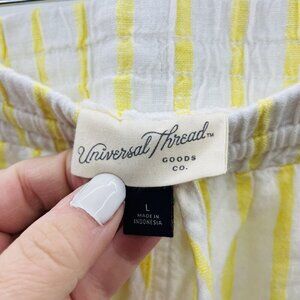 Universal Thread™
GOODS
CO.
L
MADE IN
INDONESIA